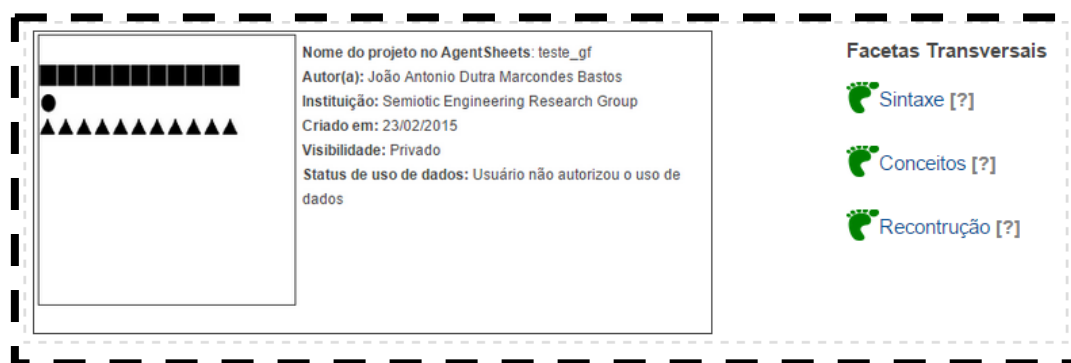 Nome do projeto no AgentSheets: teste_gf
Autor(a): João Antonio Dutra Marcondes Bastos
Instituição: Semiotic Engineering Research Group
Criado em: 23/02/2015
Visibilidade: Privado
Status de uso de dados: Usuário não autorizou o uso de
dados
Facetas Transversais
Sintaxe [?]
Conceitos [?]
Recontrução [?]